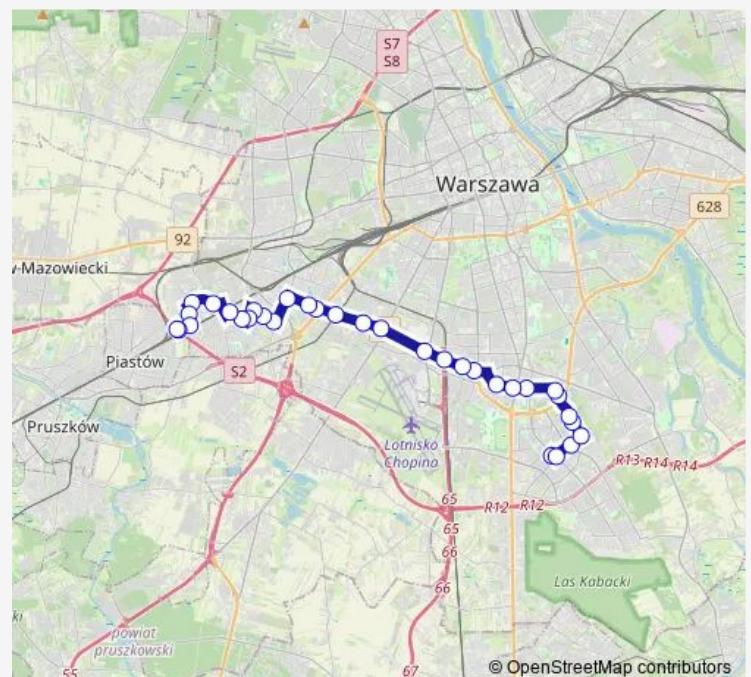 S7
S8
Warszawa
628
92
w-Mazowiecki
Piastów
S2
Pruszków
Lotnisko
Chopina
R13 R14 R14
65
R12 R12
65
66
66
Las Kabacki
ki
powiat
pruszkowski
55
67
© OpenStreetMap contributors